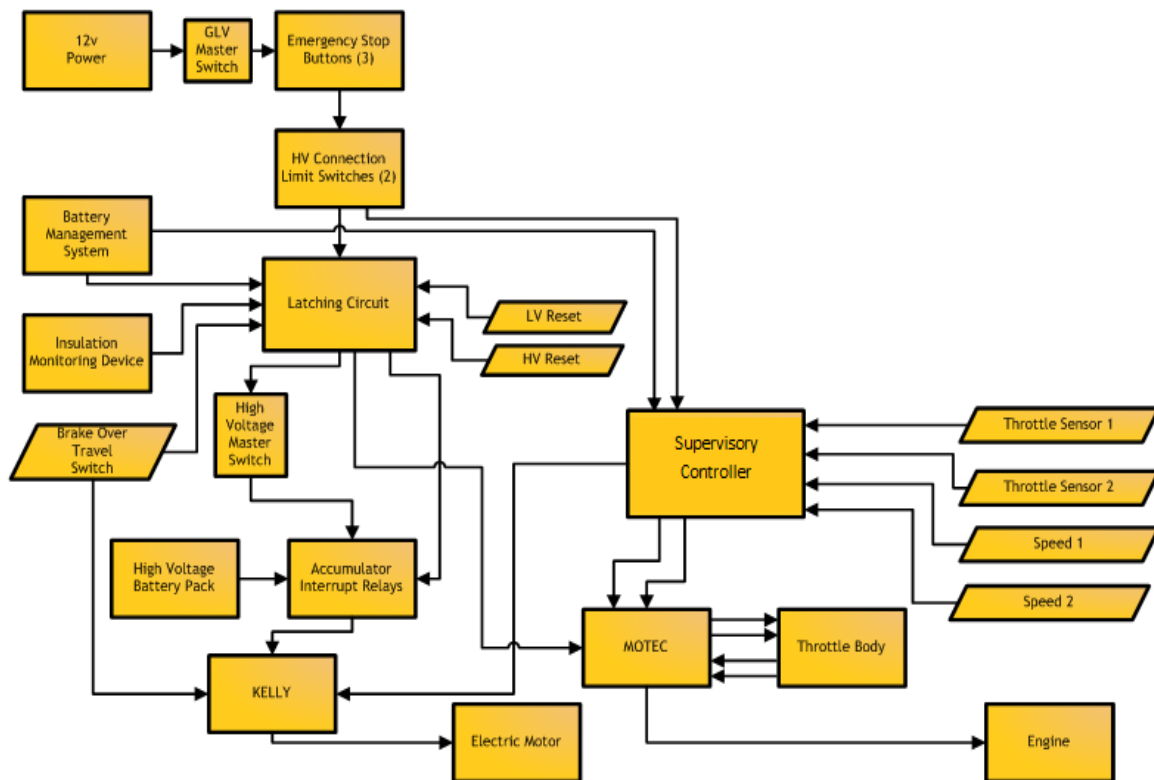 12v
Power
GLV
Master
Switch
Emergency Stop
Buttons (3)
HV Connection
Limit Switches (2)
Battery
Management
System
Latching Circuit
LV Reset
Insulation
Monitoring Device
HV Reset
High
Voltage
Master
Switch
Brake Over
Travel
Switch
Supervisory
Controller
Throttle Sensor 1
Throttle Sensor 2
Speed 1
Speed 2
High Voltage
Battery Pack
Accumulator
Interrupt Relays
MOTEC
Throttle Body
KELLY
Electric Motor
Engine